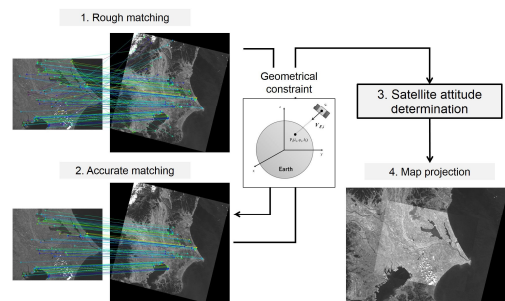 1. Rough matching
Geometrical
constraint
Earth
2. Accurate matching
3. Satellite attitude
determination
4. Map projection